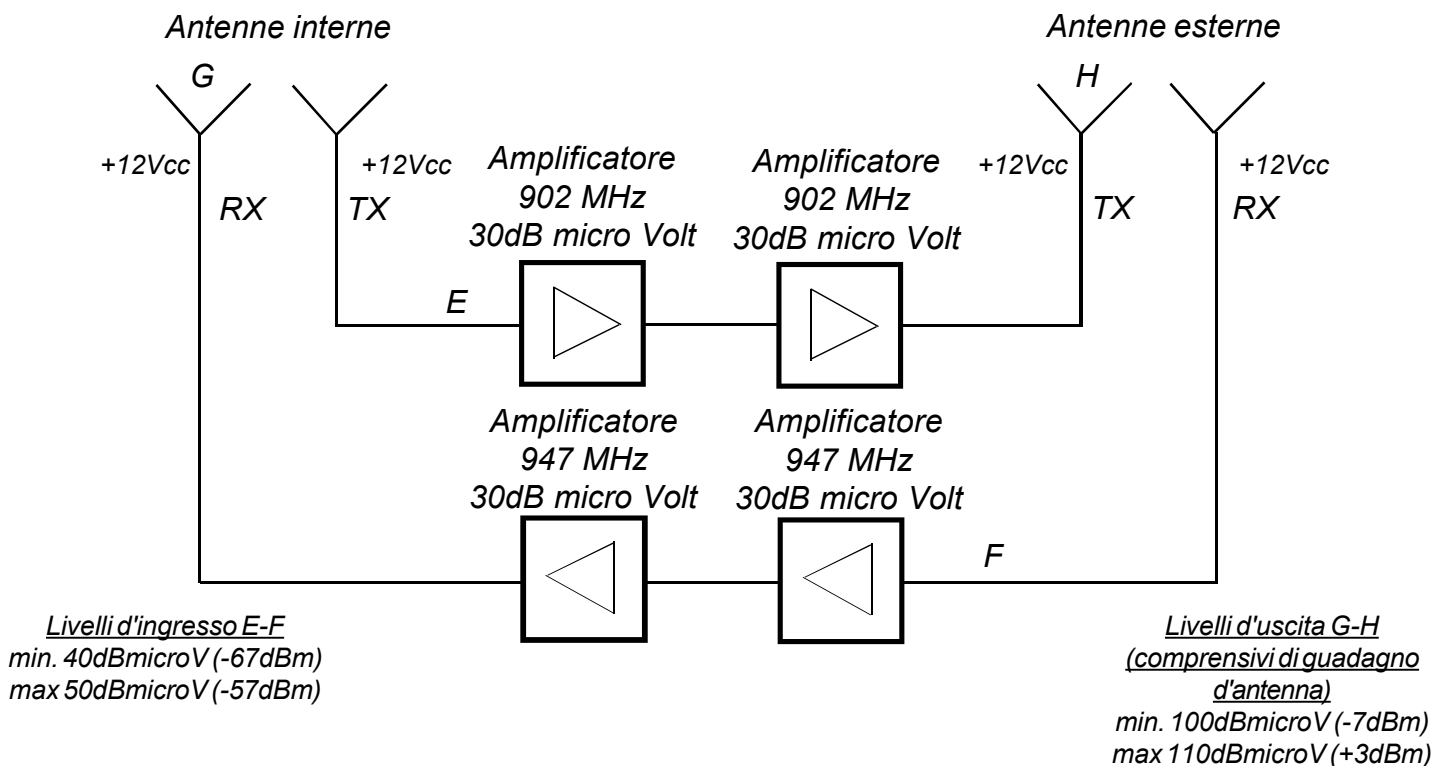 Antenne interne
Antenne esterne
G
H
+12Vcc
+12Vcc
Amplificatore
902 MHz
30dB micro Volt
Amplificatore
902 MHz
30dB micro Volt
+12Vcc
+12Vcc
RX
TX
TX
RX
E
Amplificatore
947 MHz
30dB micro Volt
Amplificatore
947 MHz
30dB micro Volt
F
Livelli d'ingresso E-F
min. 40dBmicroV (-67dBm)
max 50dBmicroV (-57dBm)
Livelli d'uscita G-H
(comprensivi di guadagno
d'antenna)
min. 100dBmicroV (-7dBm)
max 110dBmicroV (+3dBm)